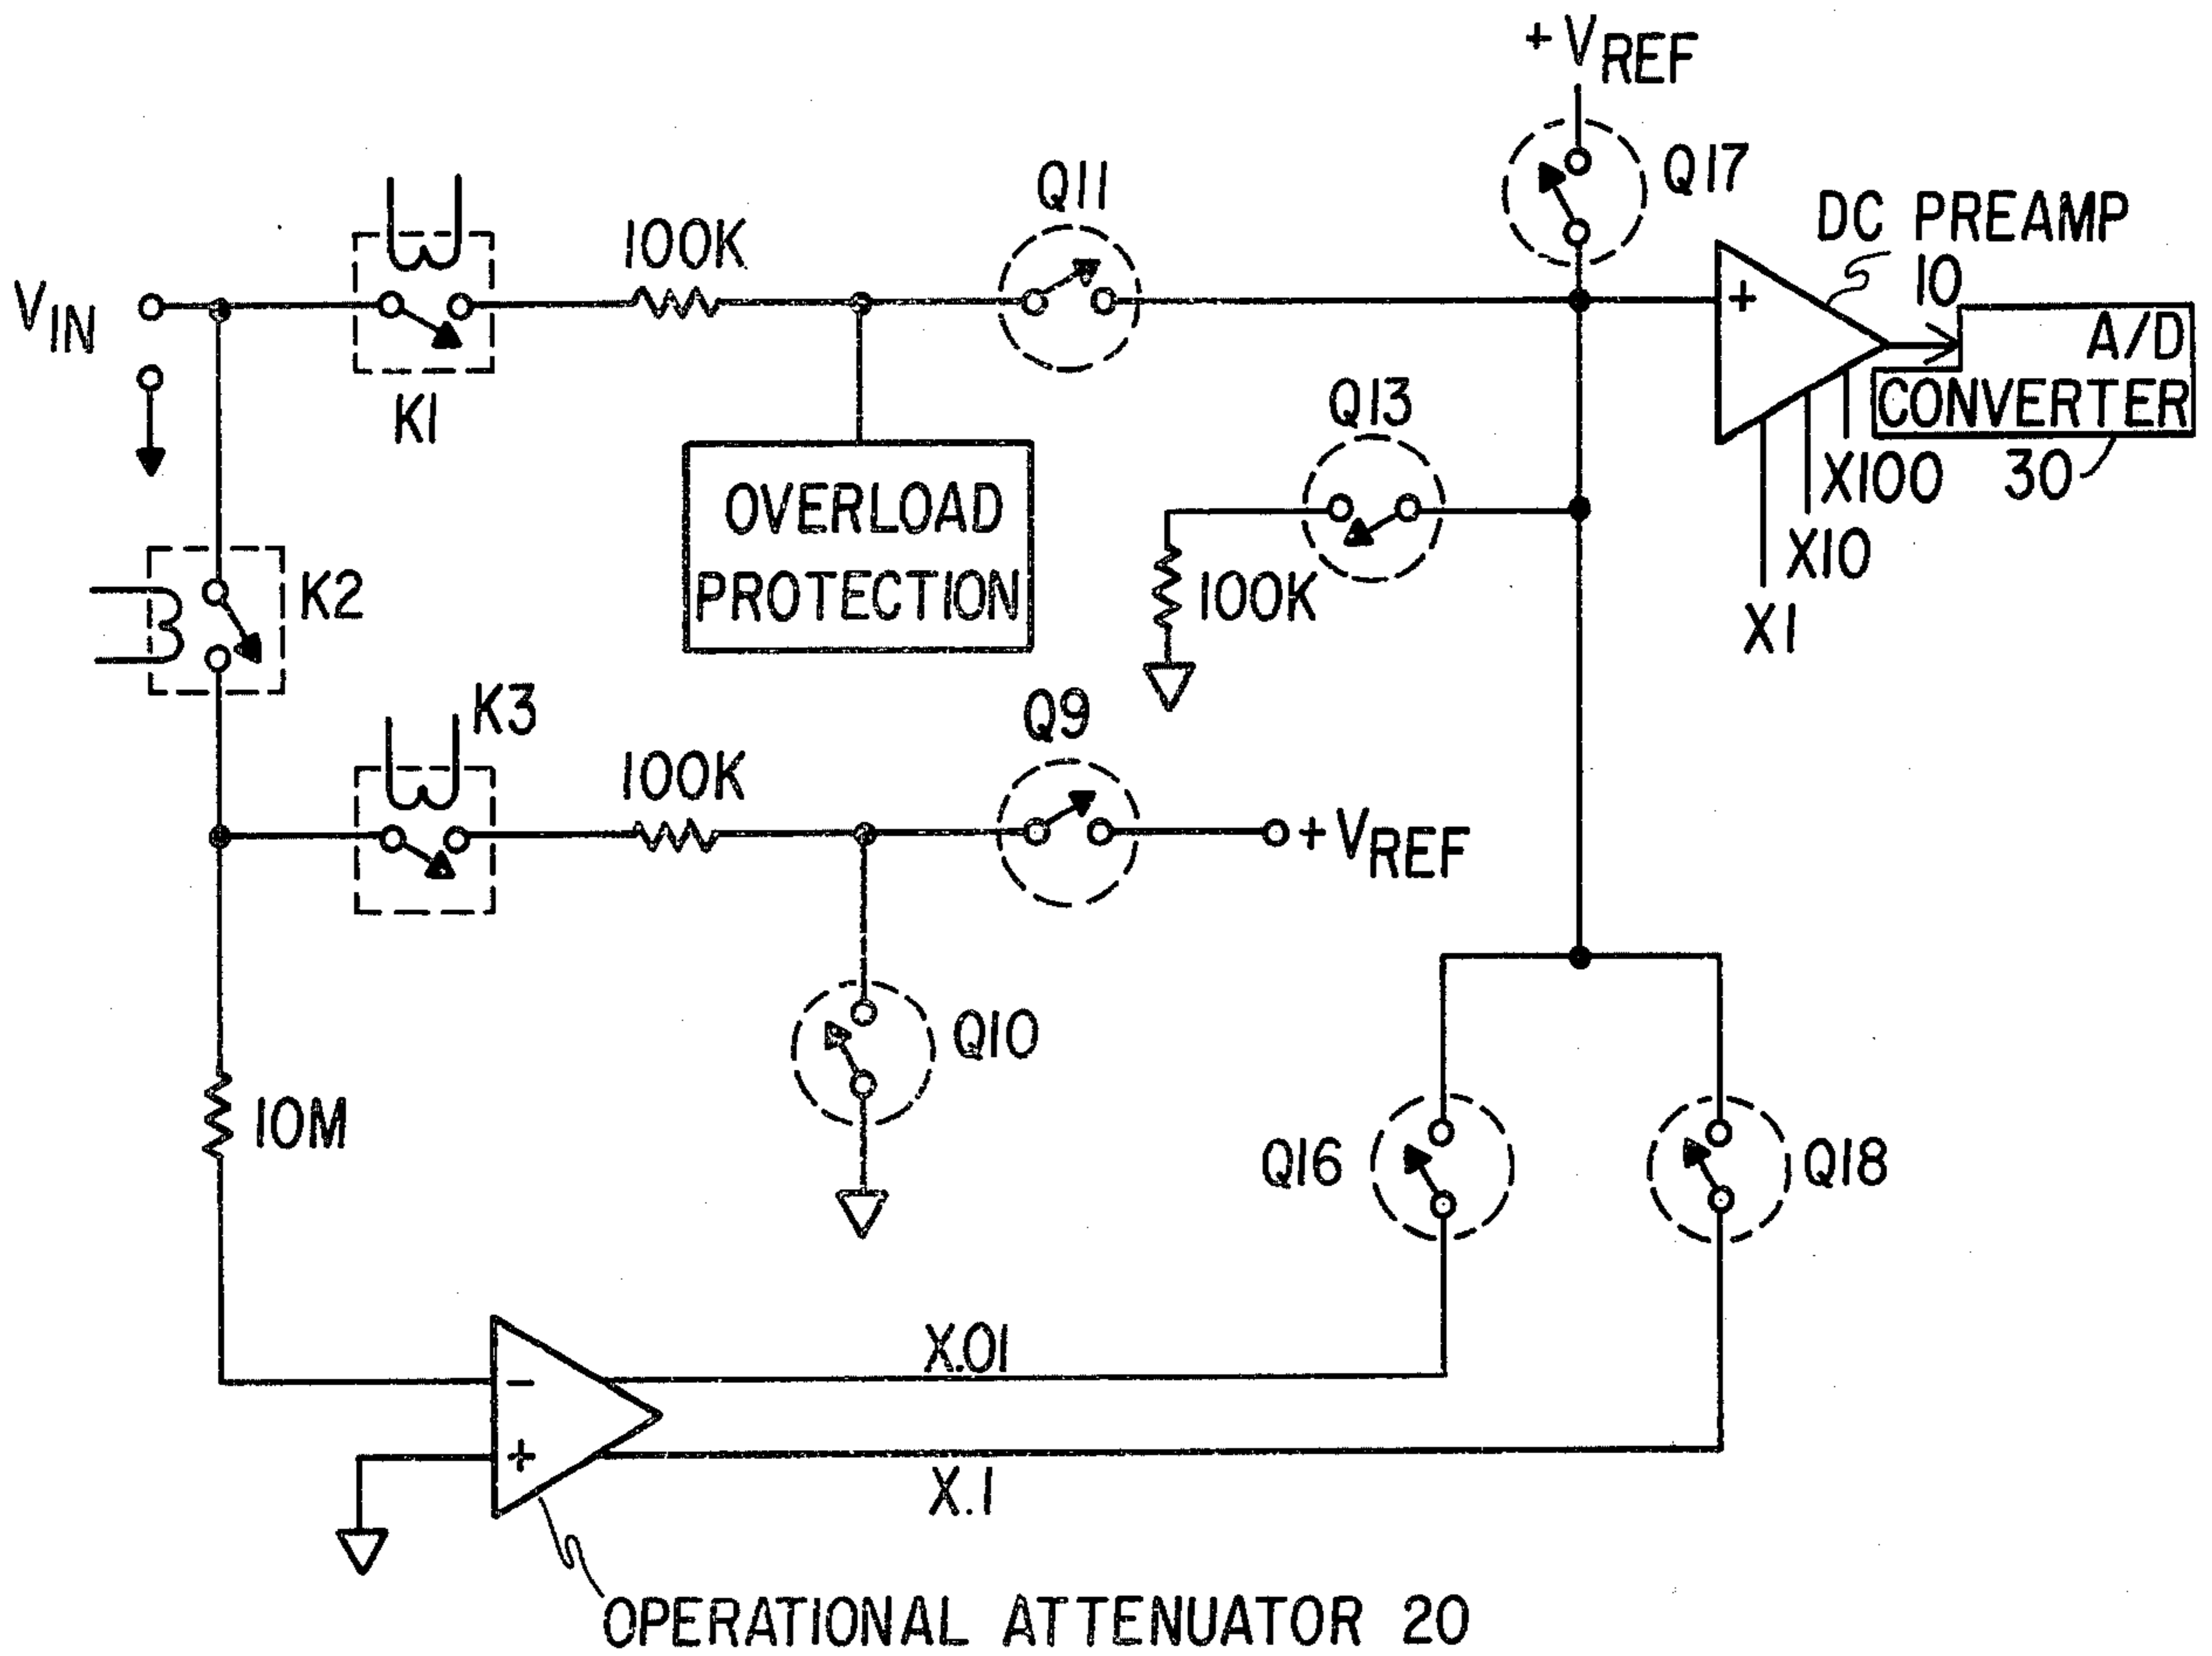 +VREF
Q17
Q11
DC PREAMP
10
100K
VIN
+
A/D
CONVERTER
K1
Q13
X100
30
X10
X1
OVERLOAD
PROTECTION
100K
K2
K3
Q9
100K
+VREF
Q10
10M
Q16
Q18
X.01
−
+
X.1
OPERATIONAL ATTENUATOR 20